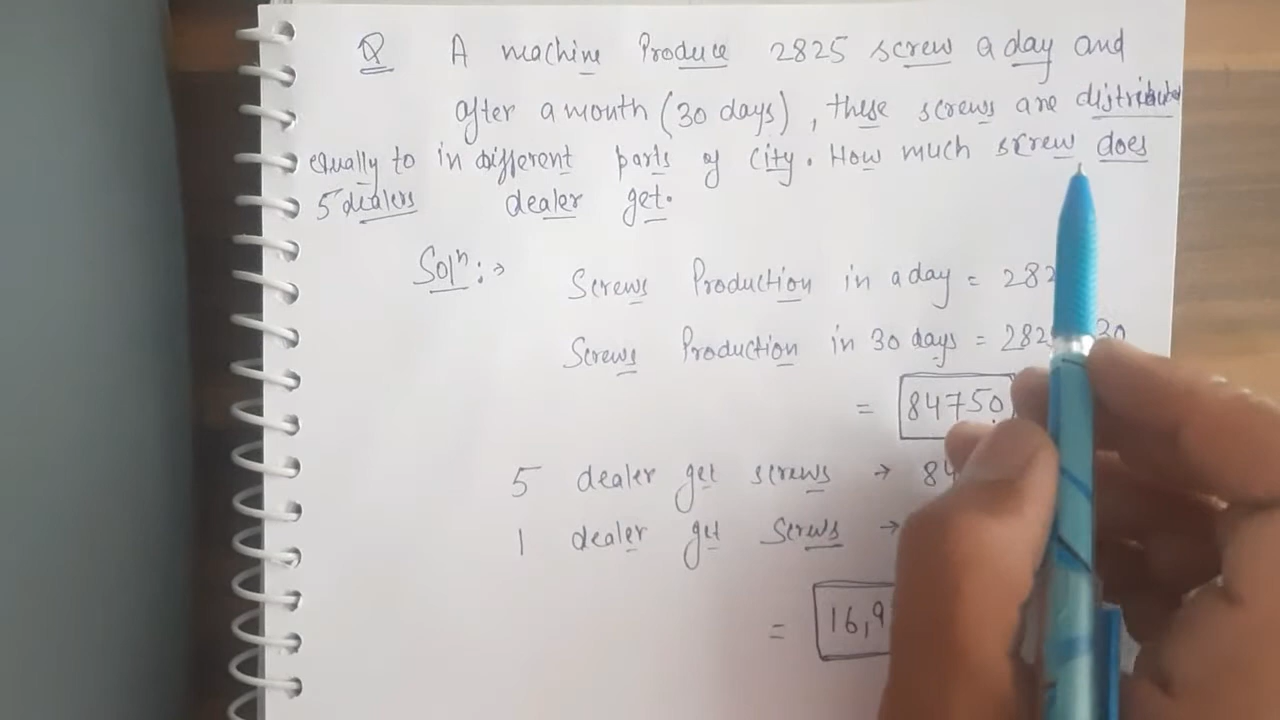 Q A machine Produce 2825 screw a day and
after a month (30 days), these screws are distributed
equally to in different parts of city. How much screw does
5 dealers dealer get.
Solⁿ:→ Screws Production in a day = 282
Screws Production in 30 days = 282 30
= 84750
5 dealer get screws → 84
1 dealer get Screws →
= 16,9